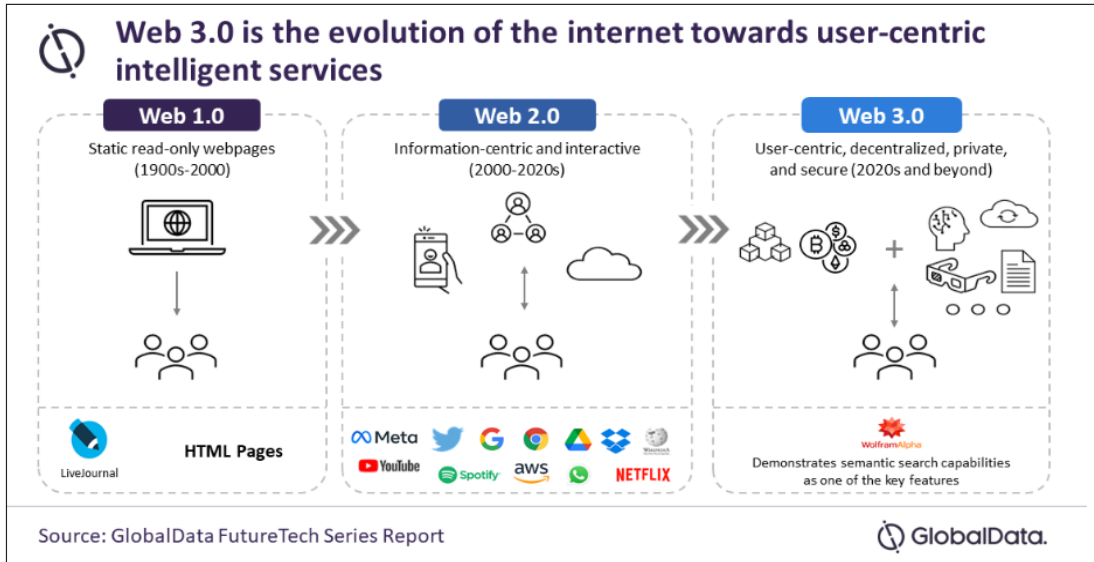 Web 3.0 is the evolution of the internet towards user-centric
intelligent services
Web 1.0
Static read-only webpages
(1900s-2000)
LiveJournal
HTML Pages
Web 2.0
Information-centric and interactive
(2000-2020s)
Meta
YouTube
Spotify
aws
NETFLIX
Web 3.0
User-centric, decentralized, private,
and secure (2020s and beyond)
WolframAlpha
Demonstrates semantic search capabilities
as one of the key features
Source: GlobalData FutureTech Series Report
GlobalData.